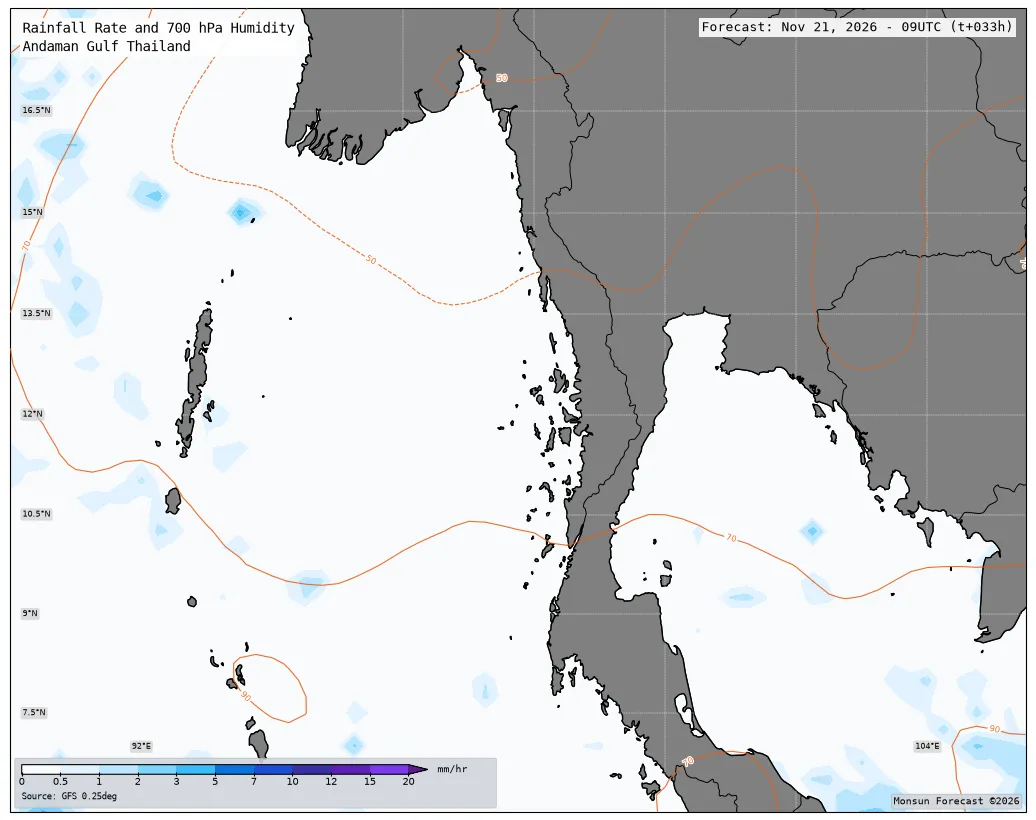 Rainfall Rate and 700 hPa Humidity
Andaman Gulf Thailand
Forecast: Nov 21, 2026 - 09UTC (t+033h)
50
16.5°N
15°N
70
50
13.5°N
12°N
10.5°N
70
9°N
90
7.5°N
90
92°E
104°E
70
mm/hr
0 0.5 1 2 3 5 7 10 12 15 20
Source: GFS 0.25deg
Monsun Forecast ©2026